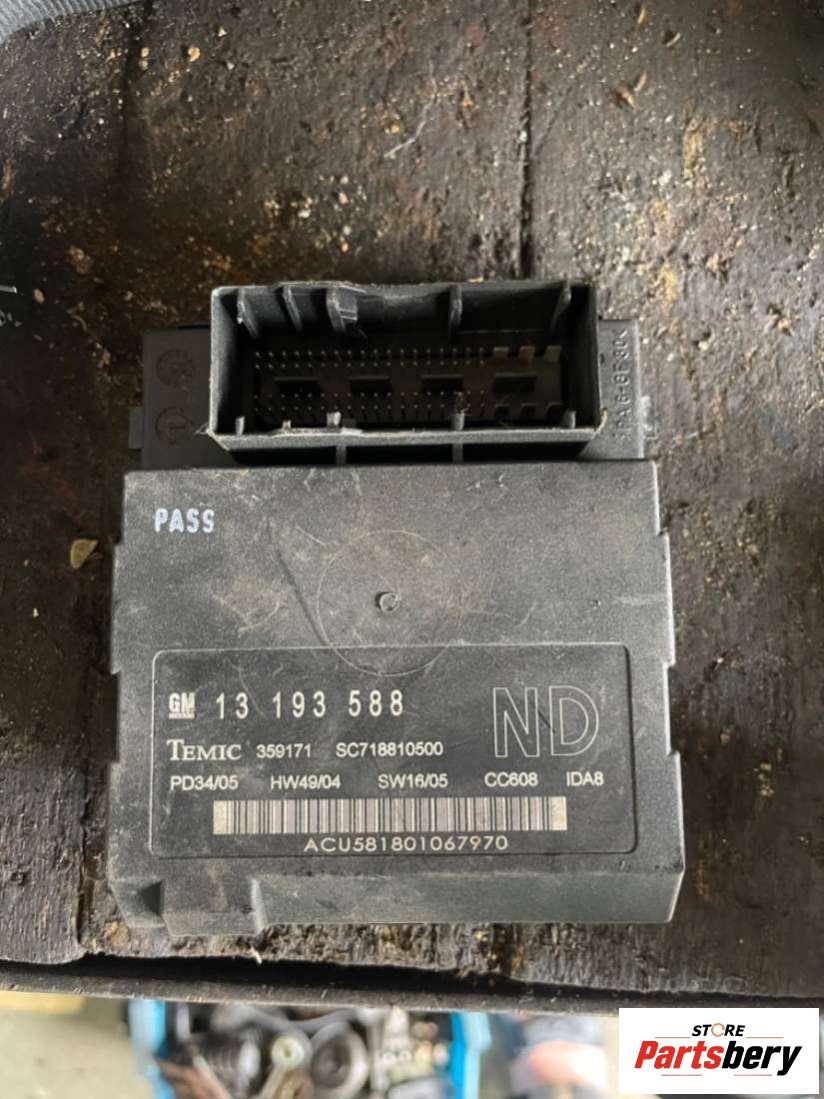 PASS
GM 13 193 588 ND
TEMIC 359171 SC718810500
PD34/05 HW49/04 SW16/05 CC608 IDA8
ACU581801067970
STORE
Partsbery